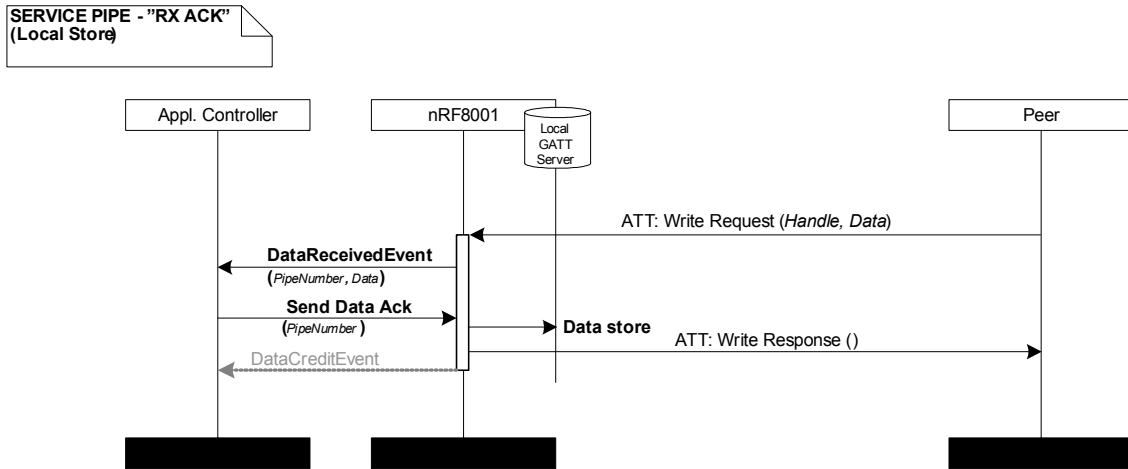 SERVICE PIPE - ”RX ACK”
(Local Store)
Appl. Controller
nRF8001
Local
GATT
Server
Peer
ATT: Write Request (Handle, Data)
DataReceivedEvent
(PipeNumber, Data)
Send Data Ack
(PipeNumber)
Data store
ATT: Write Response ()
DataCreditEvent